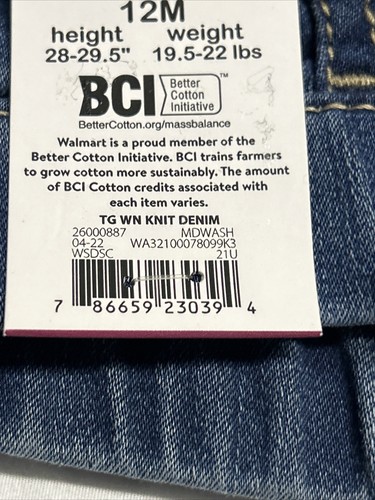 12M
height weight
28-29.5" 19.5-22 lbs
BCI Better Cotton Initiative™
BetterCotton.org/massbalance
Walmart is a proud member of the
Better Cotton Initiative. BCI trains farmers
to grow cotton more sustainably. The amount
of BCI Cotton credits associated with
each item varies.
TG WN KNIT DENIM
26000887 MDWASH
04-22 WA32100078099K3
WSDSC 21U
7 86659 23039 4